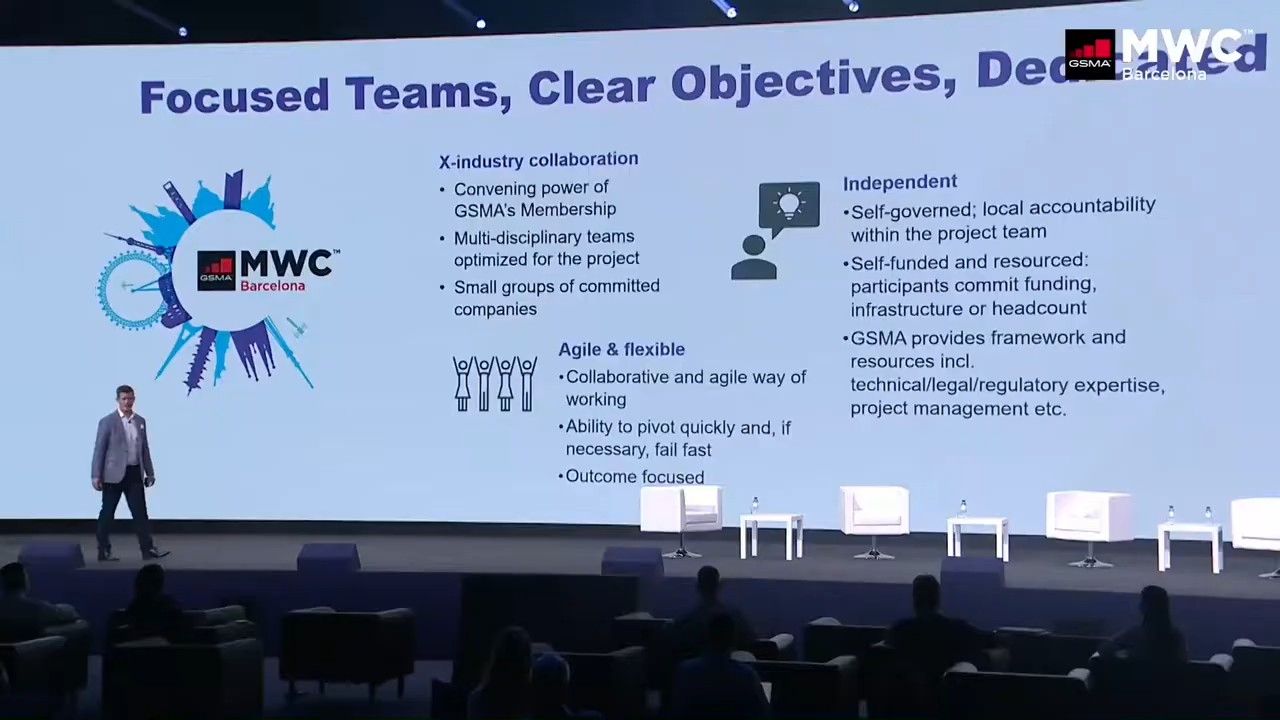 Focused Teams, Clear Objectives,
GSMA
MWC™
Barcelona
GSMA
MWC™
Barcelona
X-industry collaboration
• Convening power of
GSMA's Membership
• Multi-disciplinary teams
optimized for the project
• Small groups of committed
companies
Agile & flexible
•Collaborative and agile way of
working
•Ability to pivot quickly and, if
necessary, fail fast
•Outcome focused
Independent
•Self-governed; local accountability
within the project team
•Self-funded and resourced:
participants commit funding,
infrastructure or headcount
•GSMA provides framework and
resources incl.
technical/legal/regulatory expertise,
project management etc.